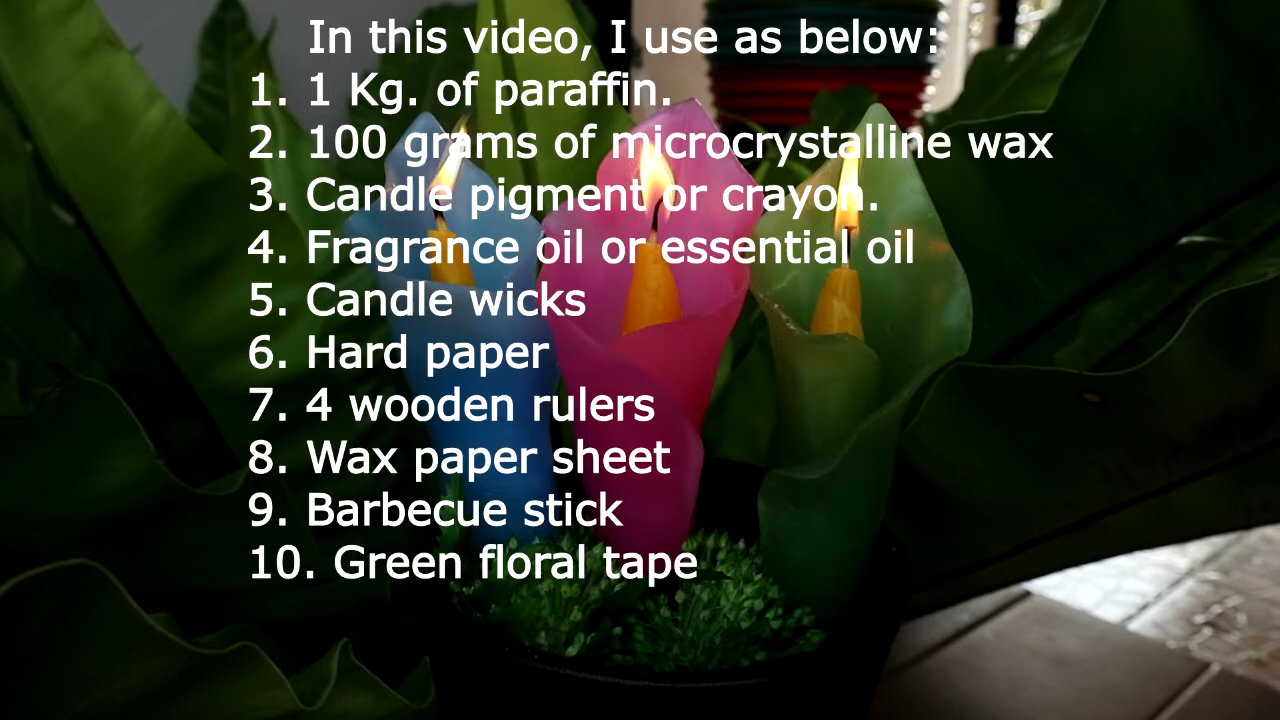 In this video, I use as below:
1. 1 Kg. of paraffin.
2. 100 grams of microcrystalline wax
3. Candle pigment or crayon.
4. Fragrance oil or essential oil
5. Candle wicks
6. Hard paper
7. 4 wooden rulers
8. Wax paper sheet
9. Barbecue stick
10. Green floral tape